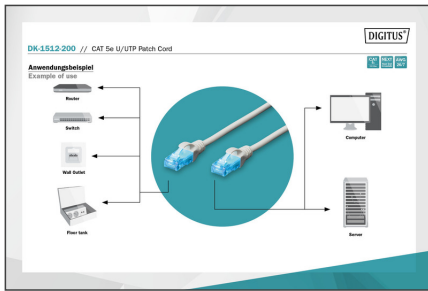 DIGITUS®
DK-1512-200 // CAT 5e U/UTP Patch Cord
Anwendungsbeispiel
Example of use
Router
Switch
Wall Outlet
Floor tank
Computer
Server